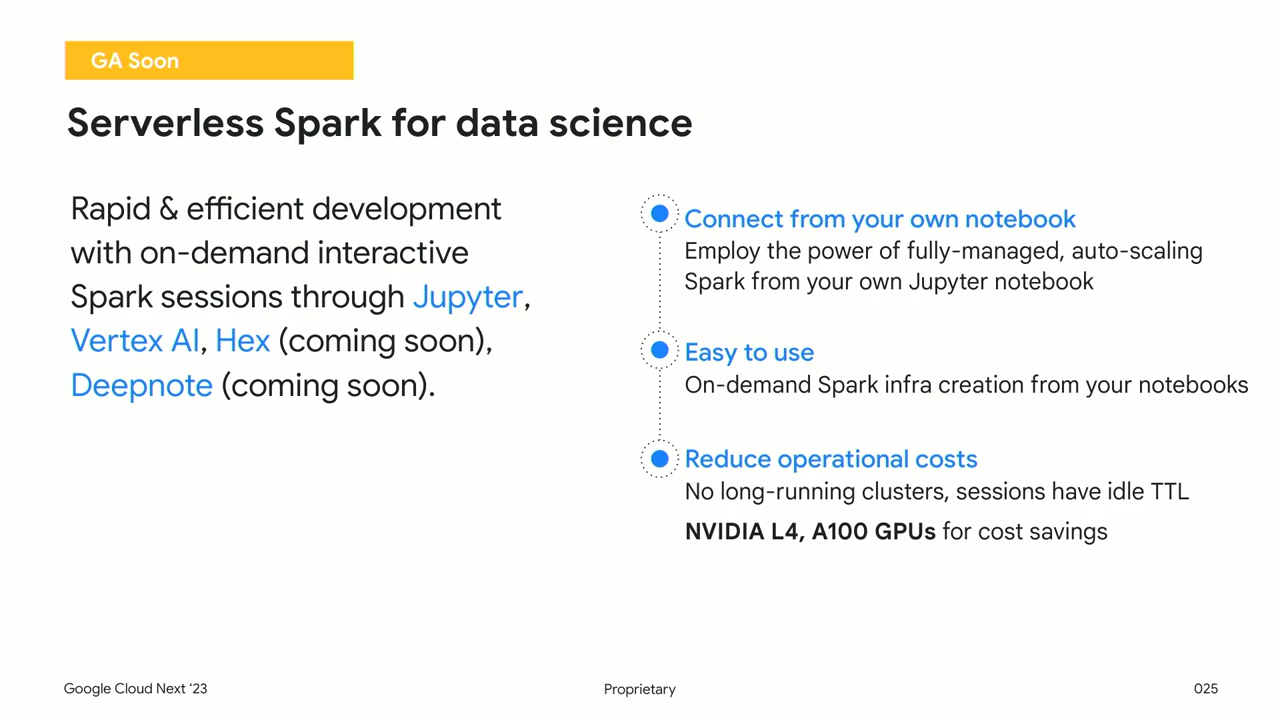 GA Soon
Serverless Spark for data science
Rapid & efficient development
with on-demand interactive
Spark sessions through Jupyter,
Vertex AI, Hex (coming soon),
Deepnote (coming soon).
Connect from your own notebook
Employ the power of fully-managed, auto-scaling
Spark from your own Jupyter notebook
Easy to use
On-demand Spark infra creation from your notebooks
Reduce operational costs
No long-running clusters, sessions have idle TTL
NVIDIA L4, A100 GPUs for cost savings
Google Cloud Next ‘23
Proprietary
025